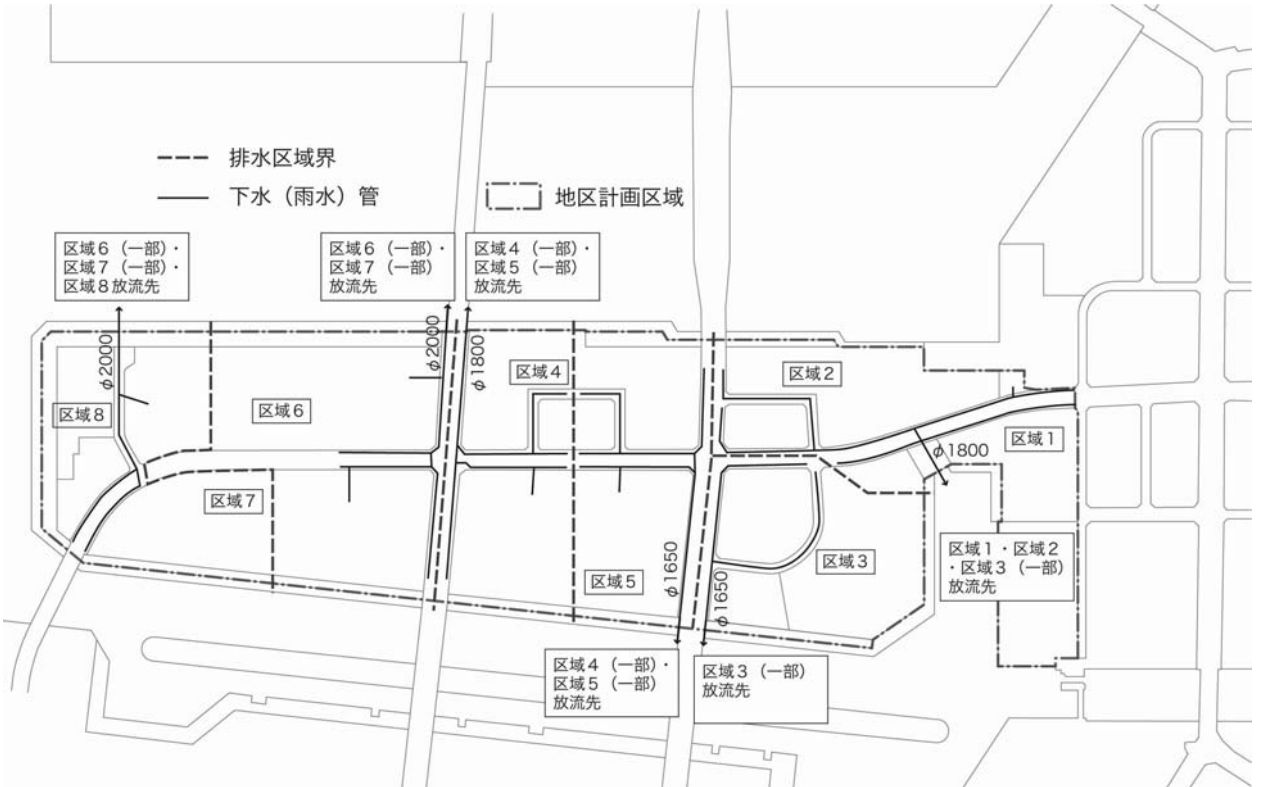 排水区域界
下水（雨水）管
地区計画区域
区域6（一部）・
区域7（一部）・
区域8放流先
区域6（一部）・
区域7（一部）
放流先
区域4（一部）・
区域5（一部）
放流先
φ2000
φ2000
φ1800
区域4
区域2
区域8
区域6
区域1
φ1800
区域7
区域5
φ1650
φ1650
区域3
区域1・区域2
・区域3（一部）
放流先
区域4（一部）・
区域5（一部）
放流先
区域3（一部）
放流先